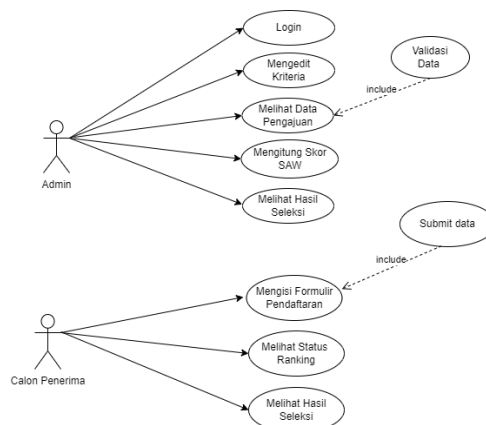 Login
Validasi
Data
Mengedit
Kriteria
include
Melihat Data
Pengajuan
Mengitung Skor
SAW
Admin
Melihat Hasil
Seleksi
Submit data
include
Mengisi Formulir
Pendaftaran
Melihat Status
Ranking
Calon Penerima
Melihat Hasil
Seleksi